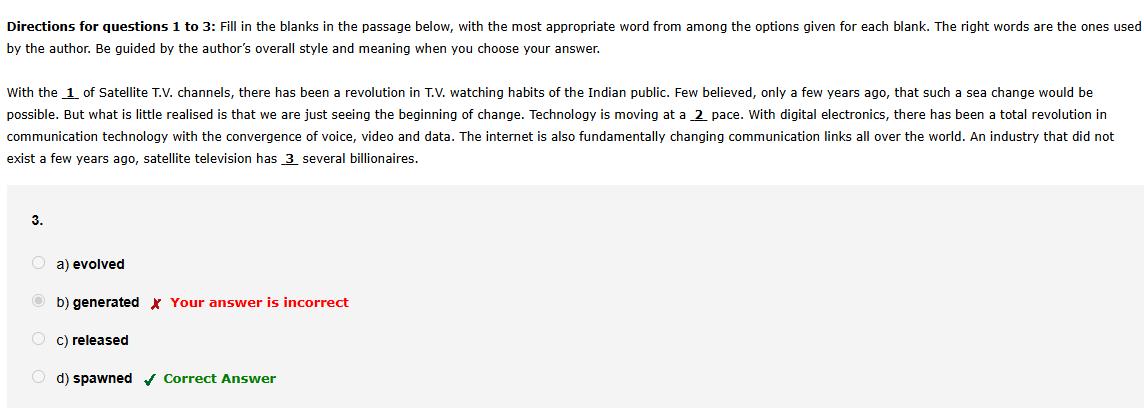 Directions for questions 1 to 3: Fill in the blanks in the passage below, with the most appropriate word from among the options given for each blank. The right words are the ones used
by the author. Be guided by the author's overall style and meaning when you choose your answer.
With the 1 of Satellite T.V. channels, there has been a revolution in T.V. watching habits of the Indian public. Few believed, only a few years ago, that such a sea change would be
possible. But what is little realised is that we are just seeing the beginning of change. Technology is moving at a 2 pace. With digital electronics, there has been a total revolution in
communication technology with the convergence of voice, video and data. The internet is also fundamentally changing communication links all over the world. An industry that did not
exist a few years ago, satellite television has 3 several billionaires.
3.
a) evolved
b) generated ✗ Your answer is incorrect
c) released
d) spawned ✓ Correct Answer